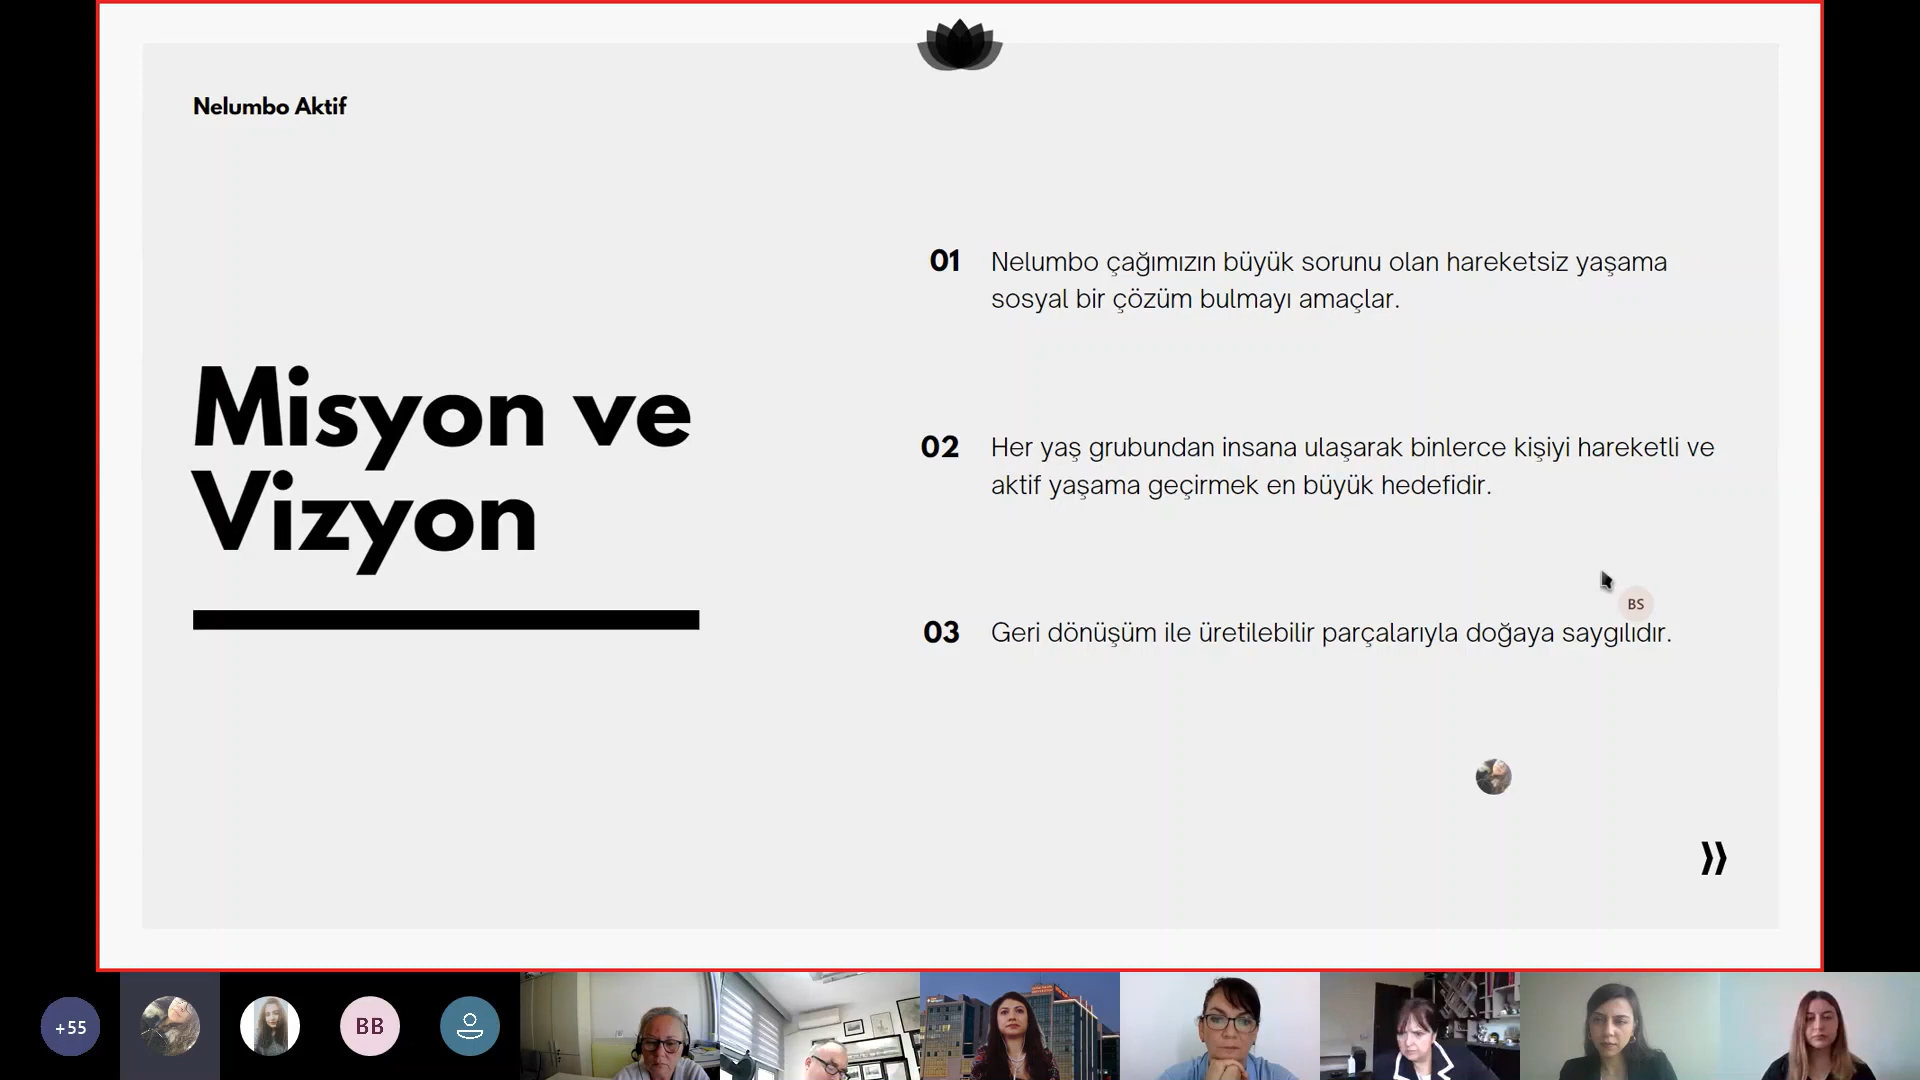 Nelumbo Aktif
Misyon ve
Vizyon
01 Nelumbo çağımızın büyük sorunu olan hareketsiz yaşama
sosyal bir çözüm bulmayı amaçlar.
02 Her yaş grubundan insana ulaşarak binlerce kişiyi hareketli ve
aktif yaşama geçirmek en büyük hedefidir.
BS
03 Geri dönüşüm ile üretilebilir parçalarıyla doğaya saygılıdır.
+55
BB